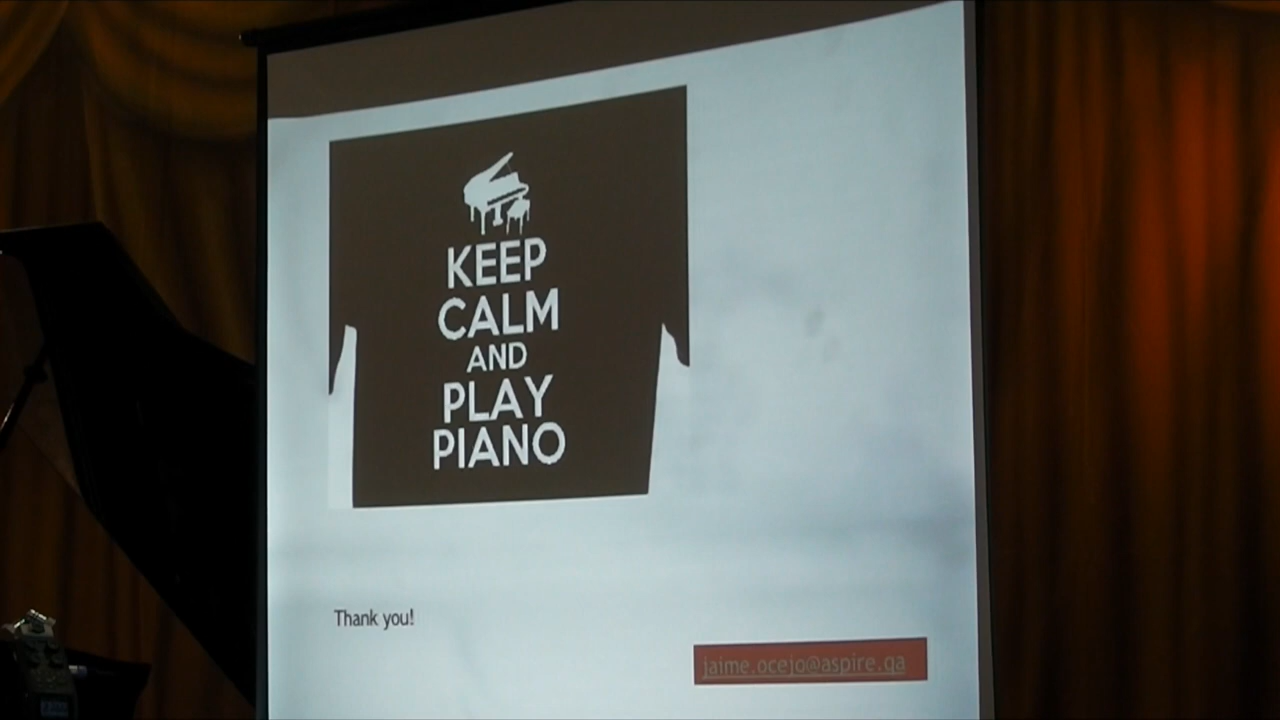 KEEP
CALM
AND
PLAY
PIANO
Thank you!
jaime.ocejo@aspire.qa